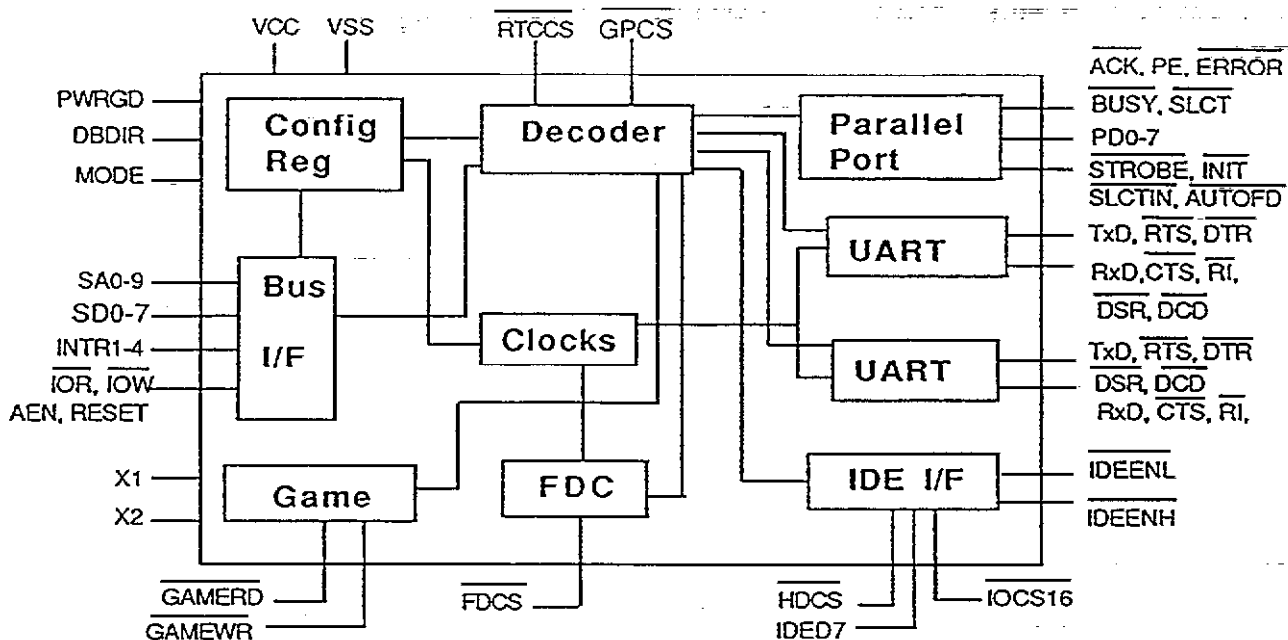 VCC VSS RTCCS GPCS
ACK, PE, ERROR
BUSY, SLCT
PD0-7
STROBE, INIT
SLCTIN, AUTOFD
PWRGD
DBDIR
MODE
Config
Reg
Decoder
Parallel
Port
UART
TxD, RTS, DTR
RxD, CTS, RI,
DSR, DCD
SA0-9
SD0-7
INTR1-4
IOR, IOW
AEN, RESET
Bus
I/F
Clocks
UART
TxD, RTS, DTR
DSR, DCD
RxD, CTS, RI,
X1
X2
Game
FDC
IDE I/F
IDEENL
IDEENH
GAMERD
GAMEWR
FDCS
HDCS
IDED7
IOCS16